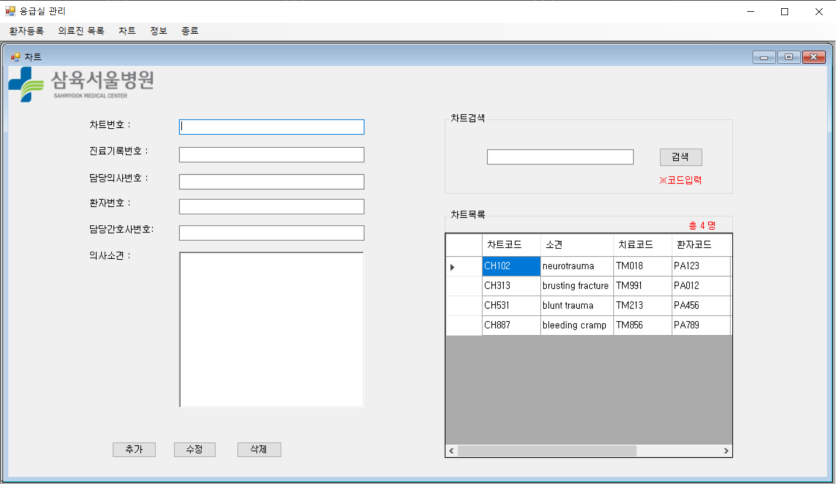 응급실 관리
환자등록 의료진 목록 차트 정보 종료
차트
삼육서울병원
SAHMYOOK MEDICAL CENTER
차트번호 :
진료기록번호 :
담당의사번호 :
환자번호 :
담당간호사번호:
의사소견 :
추가 수정 삭제
차트검색
검색
※코드입력
차트목록
총 4 명
차트코드 소견 치료코드 환자코드
CH102 neurotrauma TM018 PA123
CH313 brusting fracture TM991 PA012
CH531 blunt trauma TM213 PA456
CH887 bleeding cramp TM856 PA789